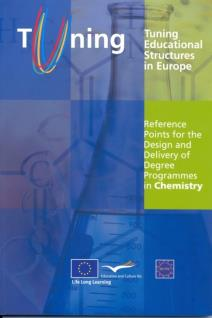 Tuning
Tuning
Educational
Structures
in Europe
Reference
Points for the
Design and
Delivery of
Degree
Programmes
in Chemistry
Education and Culture DG
Life Long Learning